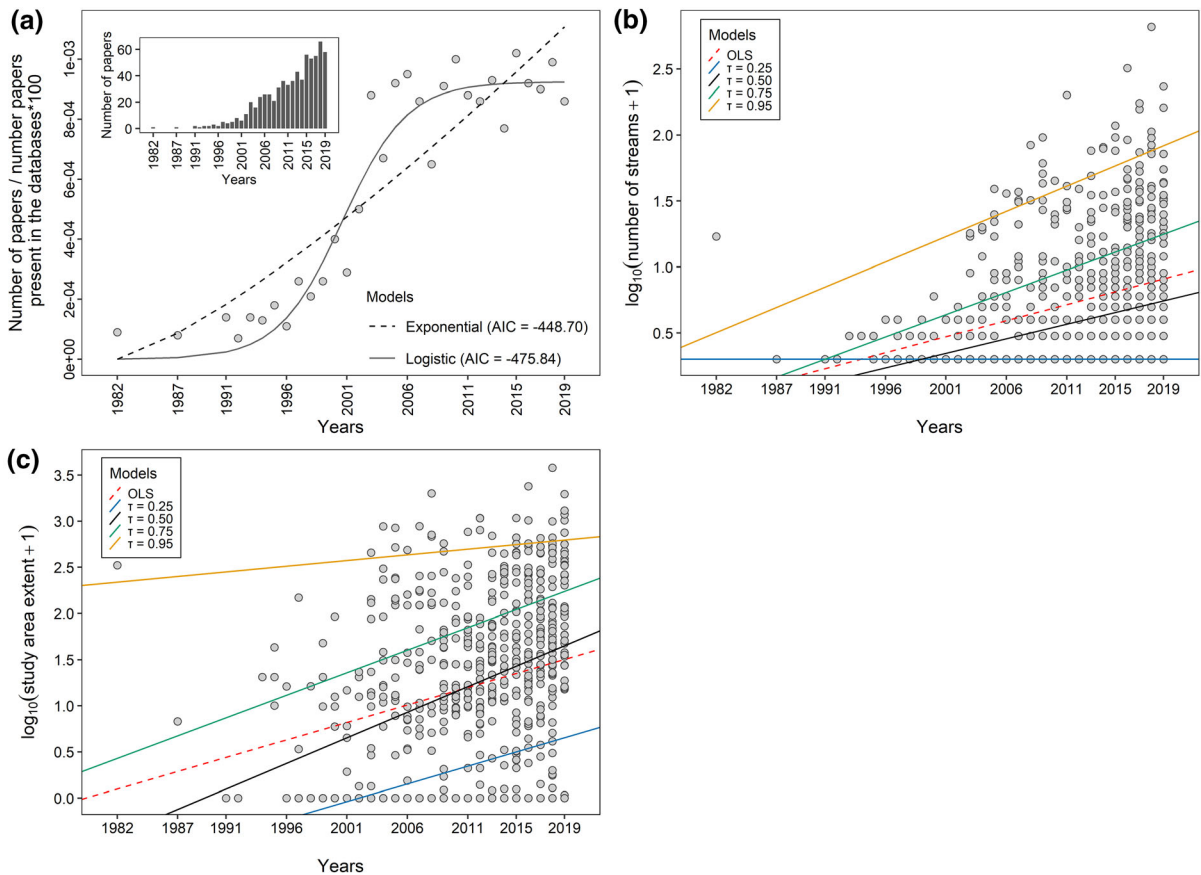 (a)
Number of papers / number papers
present in the databases*100
0e+00
2e-04
4e-04
6e-04
8e-04
1e-03
Number of papers
0
20
40
60
1982
1987
1991
1996
2001
2006
2011
2015
2019
Years
Models
Exponential (AIC = -448.70)
Logistic (AIC = -475.84)
1982
1987
1991
1996
2001
2006
2011
2015
2019
Years
(b)
log₁₀(number of streams + 1)
2.5
2.0
1.5
1.0
0.5
Models
OLS
τ = 0.25
τ = 0.50
τ = 0.75
τ = 0.95
1982
1987
1991
1996
2001
2006
2011
2015
2019
Years
(c)
log₁₀(study area extent + 1)
3.5
3.0
2.5
2.0
1.5
1.0
0.5
0.0
Models
OLS
τ = 0.25
τ = 0.50
τ = 0.75
τ = 0.95
1982
1987
1991
1996
2001
2006
2011
2015
2019
Years